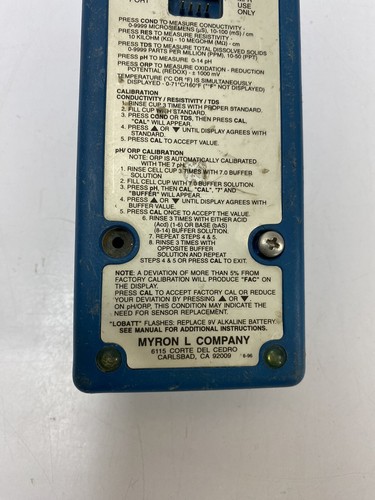 PORT
USE
ONLY
PRESS COND TO MEASURE CONDUCTIVITY -
0-9999 MICROSIEMENS (µS), 10-100 (mS) / cm
PRESS RES TO MEASURE RESISTIVITY -
10 KILOHM (KΩ) - 10 MEGOHM (MΩ) - cm
PRESS TDS TO MEASURE TOTAL DISSOLVED SOLIDS
0-9999 PARTS PER MILLION (PPM), 10-50 (PPT)
PRESS pH TO MEASURE 0-14 pH
PRESS ORP TO MEASURE OXIDATION - REDUCTION
POTENTIAL (REDOX) - ± 1000 mV
TEMPERATURE (°C OR °F) IS SIMULTANEOUSLY
DISPLAYED - 0-71°C/160°F ("°F" NOT DISPLAYED)
CALIBRATION
CONDUCTIVITY / RESISTIVITY / TDS
1. RINSE CUP 3 TIMES WITH PROPER STANDARD.
2. FILL CUP WITH STANDARD.
3. PRESS COND OR TDS, THEN PRESS CAL.
"CAL" WILL APPEAR.
4. PRESS ▲ OR ▼ UNTIL DISPLAY AGREES WITH
STANDARD.
5. PRESS CAL TO ACCEPT VALUE.
pH/ ORP CALIBRATION
NOTE: ORP IS AUTOMATICALLY CALIBRATED
WITH THE 7 pH.
1. RINSE CELL CUP 3 TIMES WITH 7.0 BUFFER
SOLUTION
2. FILL CELL CUP WITH 7.0 BUFFER SOLUTION.
3. PRESS pH, THEN CAL. "CAL", "7" AND
"BUFFER" WILL APPEAR.
4. PRESS ▲ OR ▼ UNTIL DISPLAY AGREES WITH
BUFFER VALUE.
5. PRESS CAL ONCE TO ACCEPT THE VALUE.
6. RINSE 3 TIMES WITH EITHER ACID
(Acd) (1-6) OR BASE (bAS)
(8-14) BUFFER SOLUTION.
7. REPEAT STEPS 4 & 5.
8. RINSE 3 TIMES WITH
OPPOSITE BUFFER
SOLUTION AND REPEAT
STEPS 4 & 5 OR PRESS CAL TO EXIT.
NOTE: A DEVIATION OF MORE THAN 5% FROM
FACTORY CALIBRATION WILL PRODUCE "FAC" ON
THE DISPLAY.
PRESS CAL TO ACCEPT FACTORY CAL OR REDUCE
YOUR DEVIATION BY PRESSING ▲ OR ▼
ON pH/ORP, THIS CONDITION MAY INDICATE THE
NEED FOR SENSOR REPLACEMENT.
"LOBATT" FLASHES: REPLACE 9V ALKALINE BATTERY.
SEE MANUAL FOR ADDITIONAL INSTRUCTIONS.
MYRON L COMPANY
6115 CORTE DEL CEDRO
CARLSBAD, CA 92009 6-96